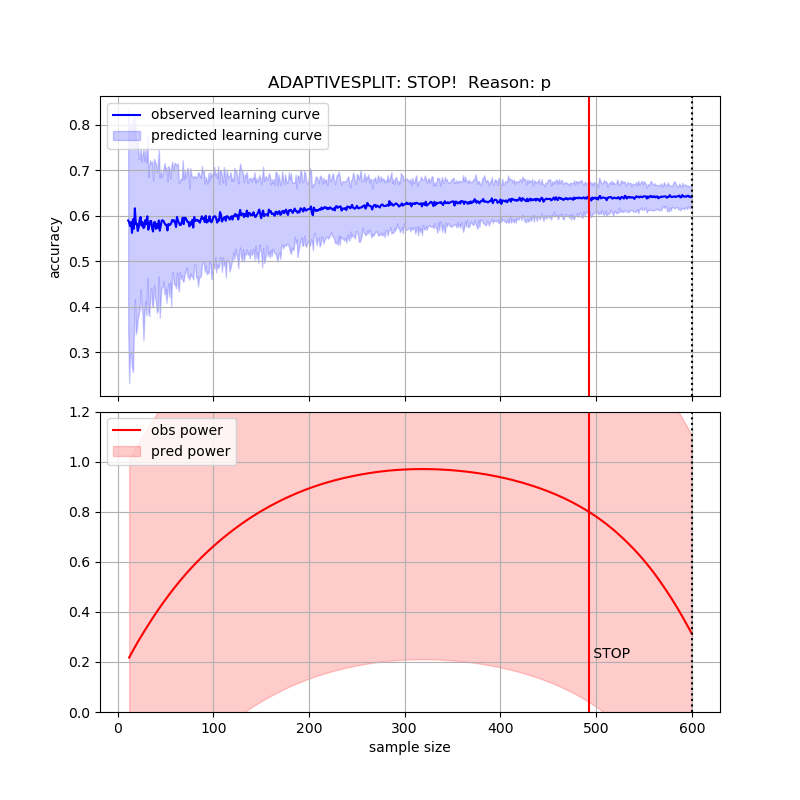 ADAPTIVESPLIT: STOP!  Reason: p
observed learning curve
predicted learning curve
0.8
0.7
0.6
0.5
0.4
0.3
accuracy
obs power
pred power
1.2
1.0
0.8
0.6
0.4
0.2
0.0
STOP
0 100 200 300 400 500 600
sample size